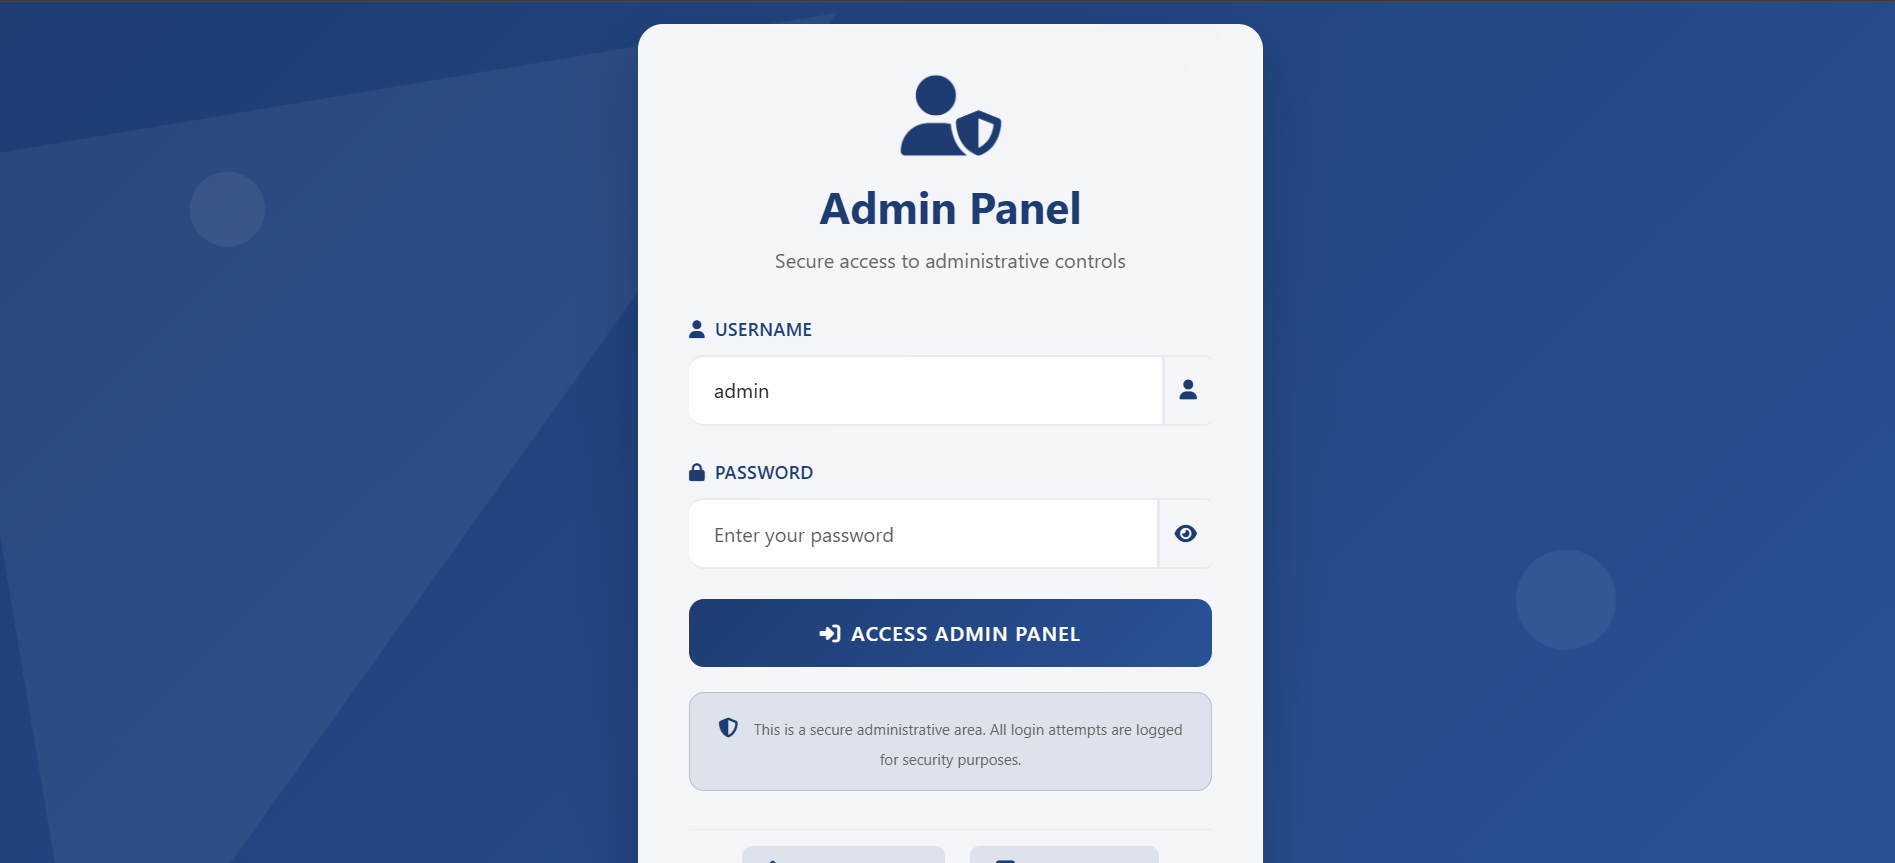 Admin Panel
Secure access to administrative controls
USERNAME
admin
PASSWORD
Enter your password
ACCESS ADMIN PANEL
This is a secure administrative area. All login attempts are logged
for security purposes.